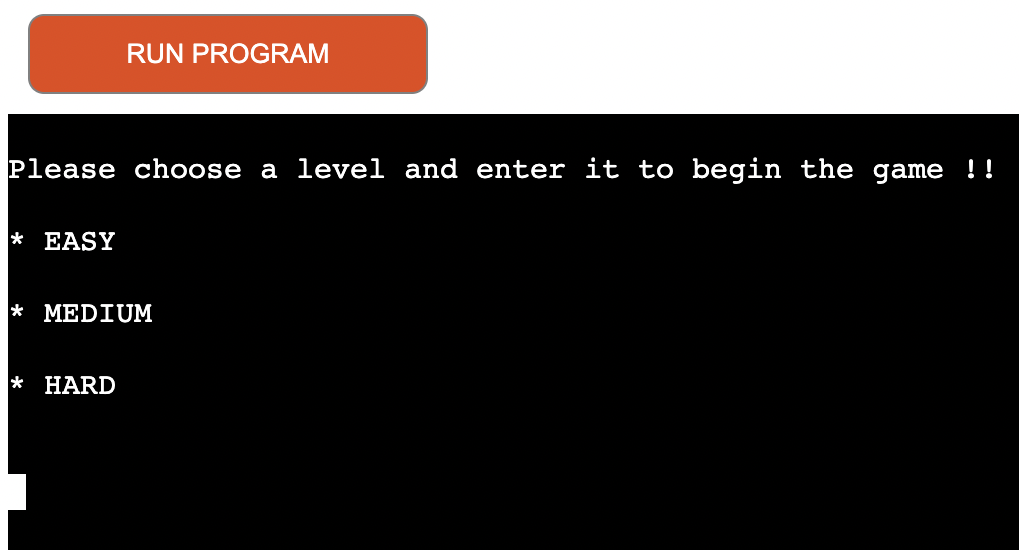 RUN PROGRAM
Please choose a level and enter it to begin the game !!
* EASY
* MEDIUM
* HARD